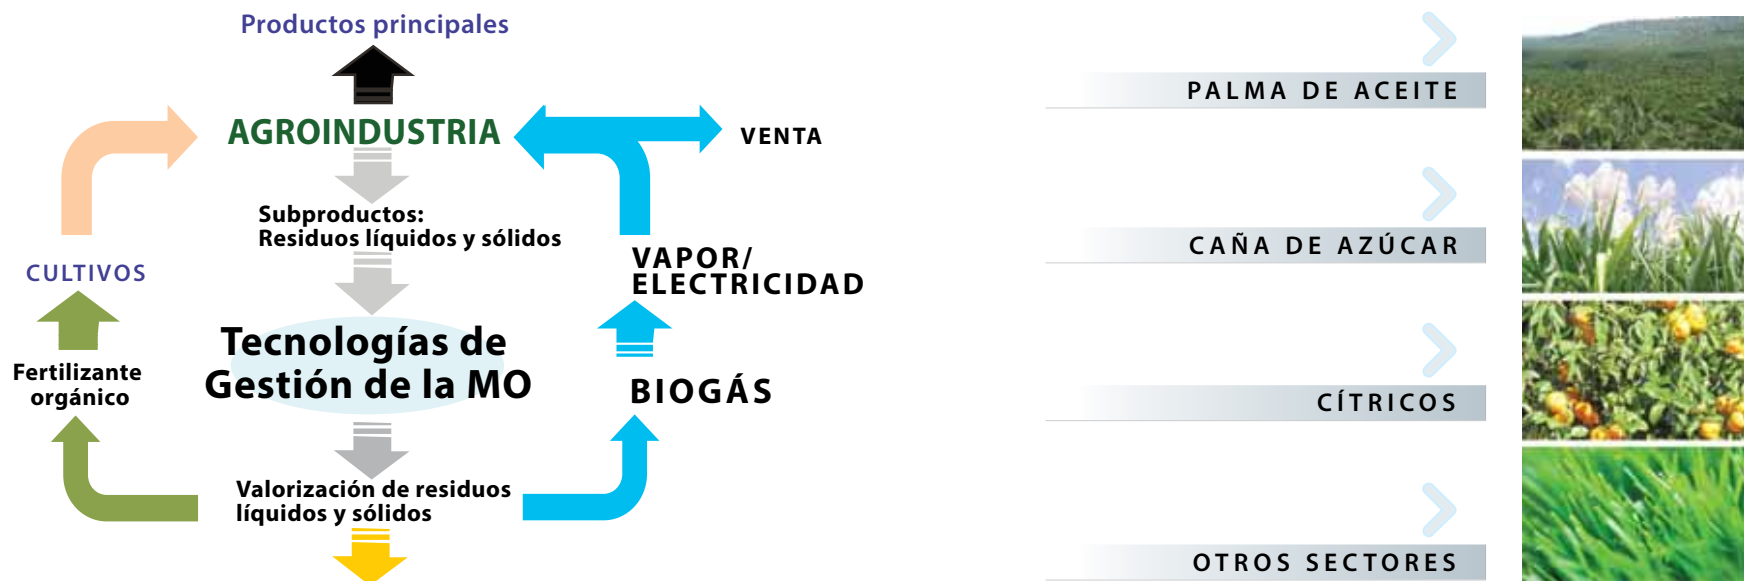 Productos principales
AGROINDUSTRIA
VENTA
Subproductos:
Residuos líquidos y sólidos
VAPOR/
ELECTRICIDAD
CULTIVOS
Tecnologías de
Gestión de la MO
Fertilizante
orgánico
BIOGÁS
Valorización de residuos
líquidos y sólidos
PALMA DE ACEITE
CAÑA DE AZÚCAR
CÍTRICOS
OTROS SECTORES